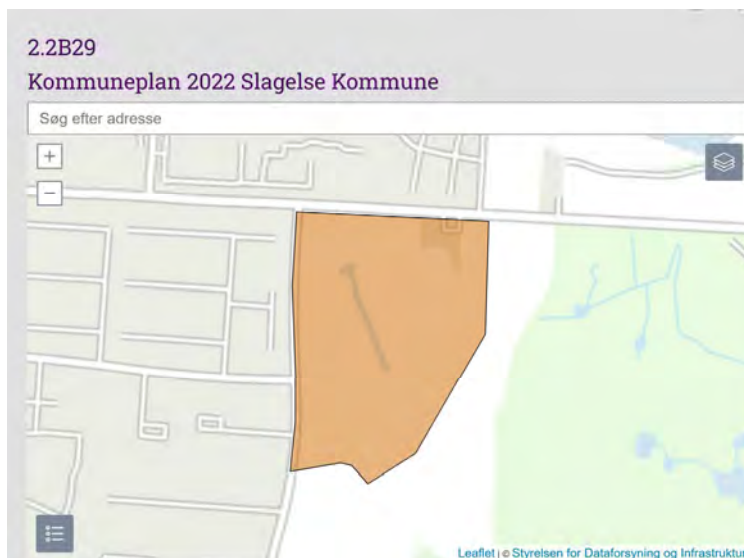 2.2B29
Kommuneplan 2022 Slagelse Kommune
Søg efter adresse
+
−
Leaflet | © Styrelsen for Dataforsyning og Infrastruktur